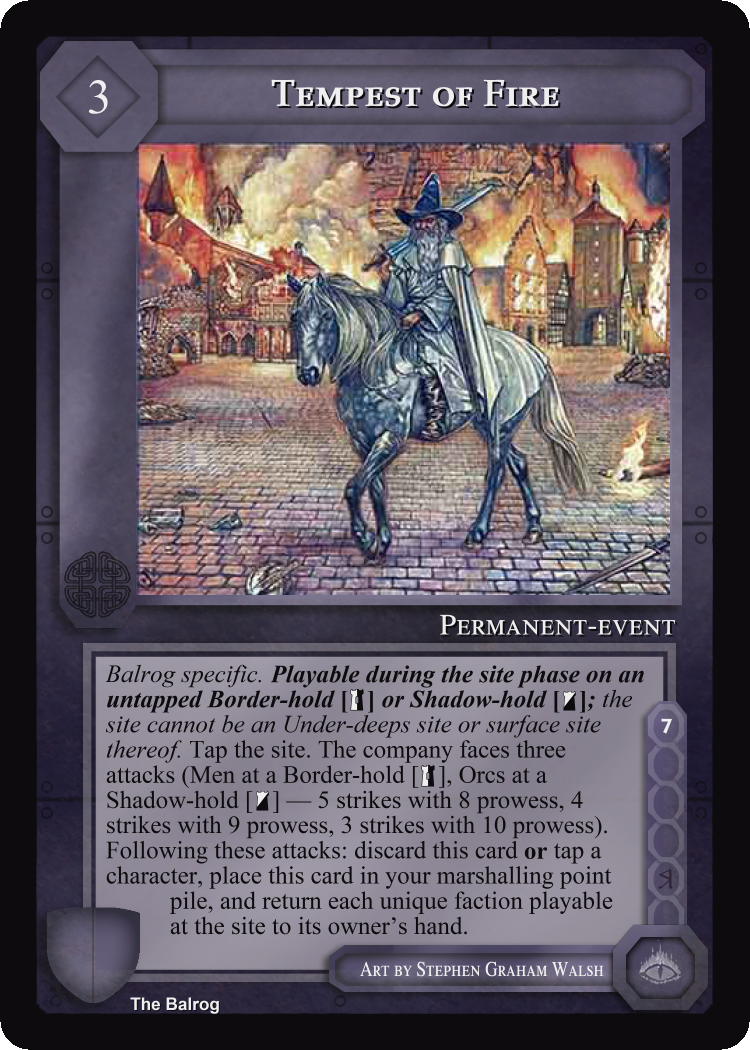 3
Tempest of Fire
Permanent-event
Balrog specific. Playable during the site phase on an
untapped Border-hold [] or Shadow-hold []; the
site cannot be an Under-deeps site or surface site
thereof. Tap the site. The company faces three
attacks (Men at a Border-hold [], Orcs at a
Shadow-hold [] — 5 strikes with 8 prowess, 4
strikes with 9 prowess, 3 strikes with 10 prowess).
Following these attacks: discard this card or tap a
character, place this card in your marshalling point
pile, and return each unique faction playable
at the site to its owner's hand.
7
Art by Stephen Graham Walsh
The Balrog